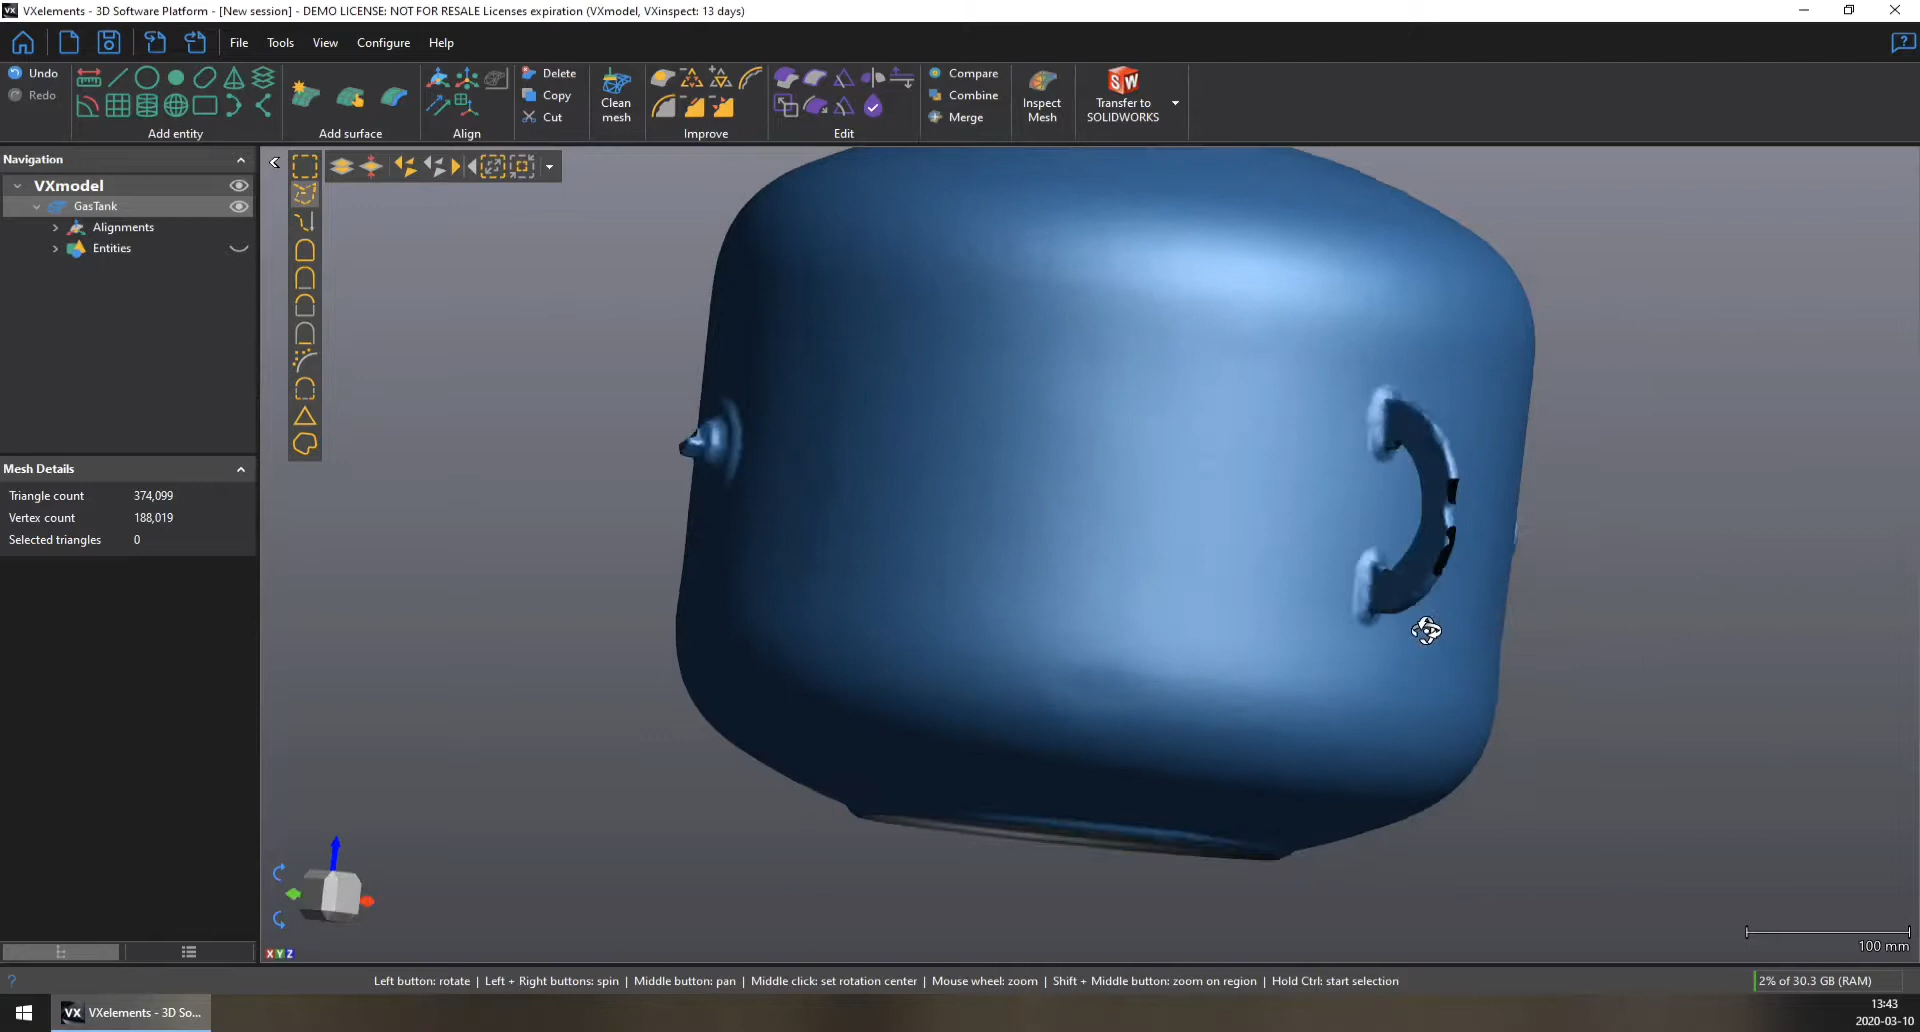 VX VXelements - 3D Software Platform - [New session] - DEMO LICENSE: NOT FOR RESALE Licenses expiration (VXmodel, VXinspect: 13 days)
File Tools View Configure Help
Undo
Redo
Add entity
Add surface
Align
Delete
Copy
Cut
Clean
mesh
Improve
Edit
Compare
Combine
Merge
Inspect
Mesh
SW
Transfer to
SOLIDWORKS
Navigation
VXmodel
GasTank
Alignments
Entities
Mesh Details
Triangle count 374,099
Vertex count 188,019
Selected triangles 0
X Y Z
100 mm
Left button: rotate | Left + Right buttons: spin | Middle button: pan | Middle click: set rotation center | Mouse wheel: zoom | Shift + Middle button: zoom on region | Hold Ctrl: start selection
2% of 30.3 GB (RAM)
VX VXelements - 3D So...
13:43
2020-03-10